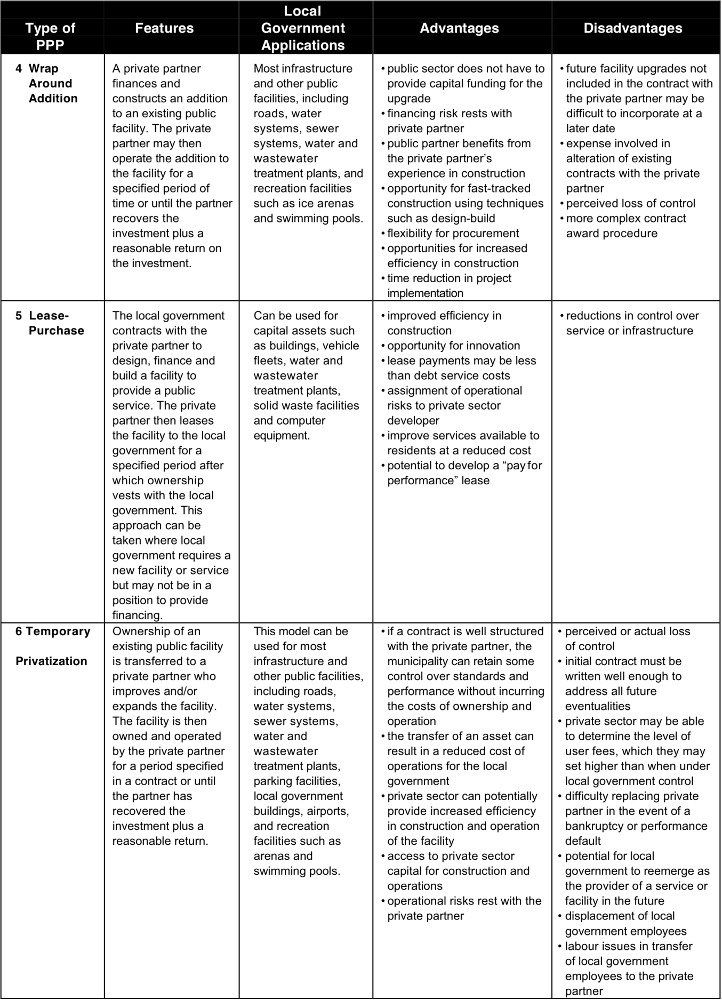 Type of
PPP
Features
Local
Government
Applications
Advantages
Disadvantages
4 Wrap
Around
Addition
A private partner
finances and
constructs an addition
to an existing public
facility. The private
partner may then
operate the addition to
the facility for a
specified period of
time or until the partner
recovers the
investment plus a
reasonable return on
the investment.
Most infrastructure
and other public
facilities, including
roads, water
systems, sewer
systems, water and
wastewater
treatment plants, and
recreation facilities
such as ice arenas
and swimming pools.
• public sector does not have to
provide capital funding for the
upgrade
• financing risk rests with
private partner
• public partner benefits from
the private partner’s
experience in construction
• opportunity for fast-tracked
construction using techniques
such as design-build
• flexibility for procurement
• opportunities for increased
efficiency in construction
• time reduction in project
implementation
• future facility upgrades not
included in the contract with
the private partner may be
difficult to incorporate at a
later date
• expense involved in
alteration of existing
contracts with the private
partner
• perceived loss of control
• more complex contract
award procedure
5 Lease-
Purchase
The local government
contracts with the
private partner to
design, finance and
build a facility to
provide a public
service. The private
partner then leases
the facility to the local
government for a
specified period after
which ownership
vests with the local
government. This
approach can be
taken where local
government requires a
new facility or service
but may not be in a
position to provide
financing.
Can be used for
capital assets such
as buildings, vehicle
fleets, water and
wastewater
treatment plants,
solid waste facilities
and computer
equipment.
• improved efficiency in
construction
• opportunity for innovation
• lease payments may be less
than debt service costs
• assignment of operational
risks to private sector
developer
• improve services available to
residents at a reduced cost
• potential to develop a “pay for
performance” lease
• reductions in control over
service or infrastructure
6 Temporary
Privatization
Ownership of an
existing public facility
is transferred to a
private partner who
improves and/or
expands the facility.
The facility is then
owned and operated
by the private partner
for a period specified
in a contract or until
the partner has
recovered the
investment plus a
reasonable return.
This model can be
used for most
infrastructure and
other public facilities,
including roads,
water systems,
sewer systems,
water and
wastewater
treatment plants,
parking facilities,
local government
buildings, airports,
and recreation
facilities such as
arenas and
swimming pools.
• if a contract is well structured
with the private partner, the
municipality can retain some
control over standards and
performance without incurring
the costs of ownership and
operation
• the transfer of an asset can
result in a reduced cost of
operations for the local
government
• private sector can potentially
provide increased efficiency
in construction and operation
of the facility
• access to private sector
capital for construction and
operations
• operational risks rest with the
private partner
• perceived or actual loss
of control
• initial contract must be
written well enough to
address all future
eventualities
• private sector may be able
to determine the level of
user fees, which they may
set higher than when under
local government control
• difficulty replacing private
partner in the event of a
bankruptcy or performance
default
• potential for local
government to reemerge as
the provider of a service or
facility in the future
• displacement of local
government employees
• labour issues in transfer
of local government
employees to the private
partner